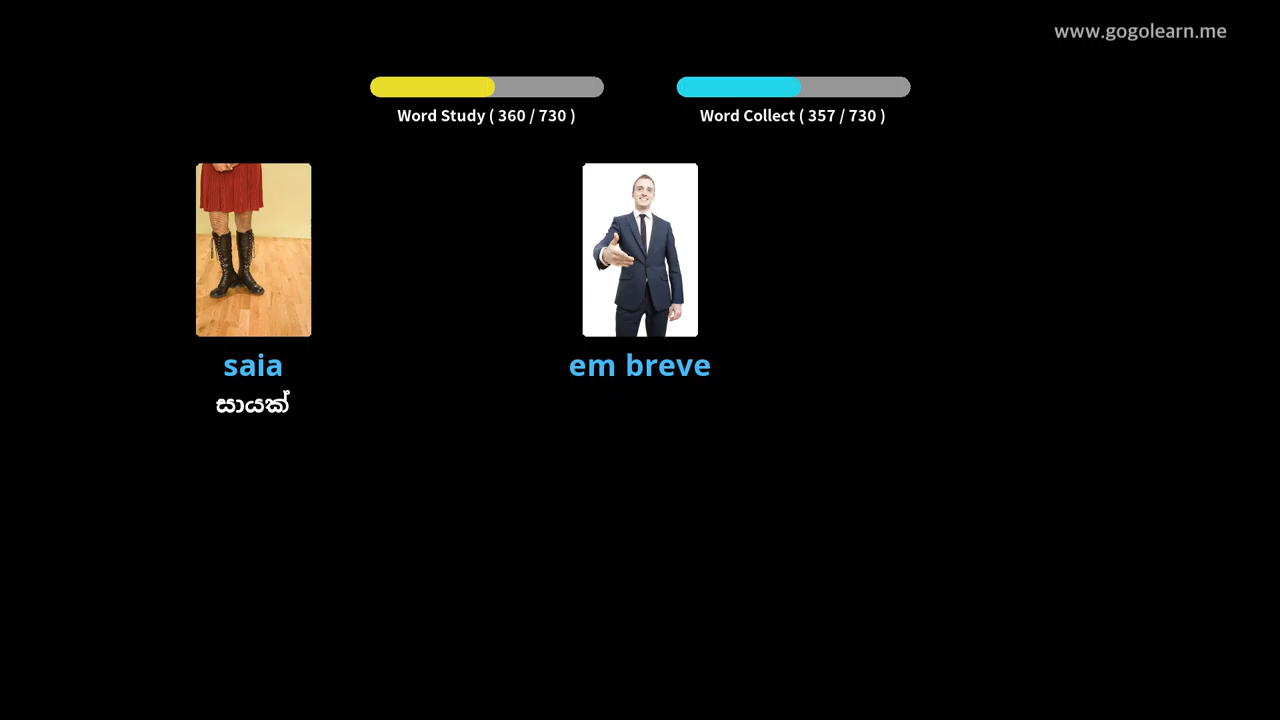 www.gogolearn.me
Word Study ( 360 / 730 )
Word Collect ( 357 / 730 )
saia
සායක්
em breve